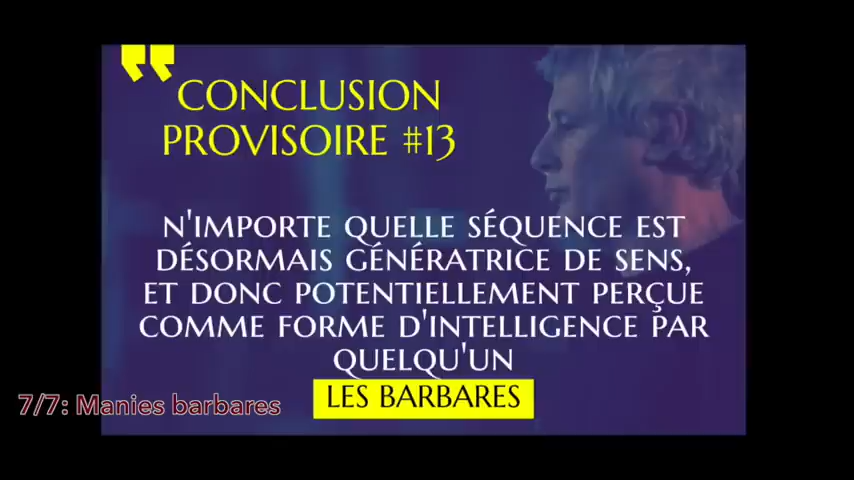 CONCLUSION
PROVISOIRE #13
N'IMPORTE QUELLE SÉQUENCE EST
DÉSORMAIS GÉNÉRATRICE DE SENS,
ET DONC POTENTIELLEMENT PERÇUE
COMME FORME D'INTELLIGENCE PAR
QUELQU'UN
LES BARBARES
7/7: Manies barbares